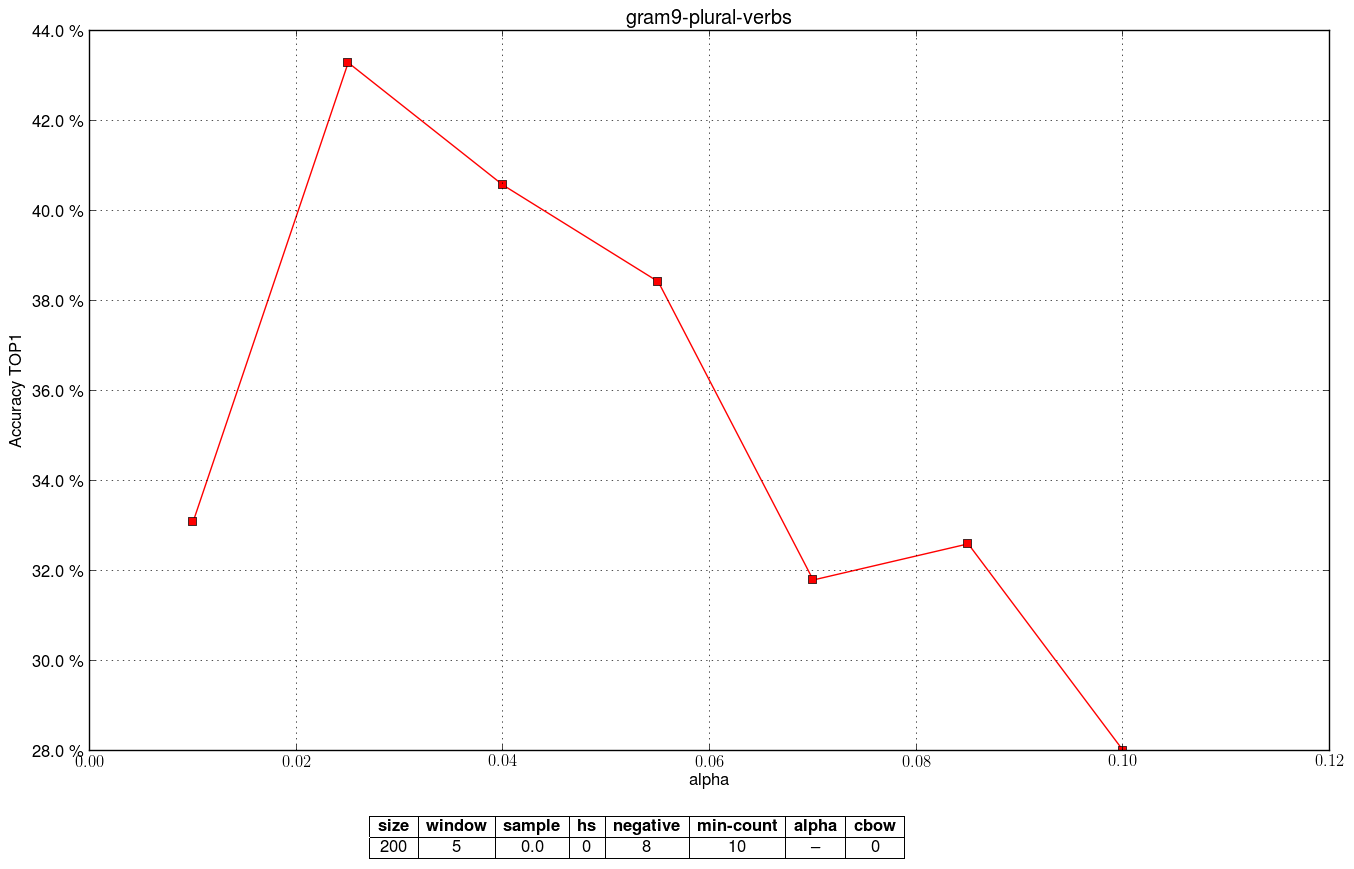 gram9-plural-verbs
44.0 %
42.0 %
40.0 %
38.0 %
36.0 %
34.0 %
32.0 %
30.0 %
28.0 %
Accuracy TOP1
0.00 0.02 0.04 0.06 0.08 0.10 0.12
alpha
size window sample hs negative min-count alpha cbow
200 5 0.0 0 8 10 – 0